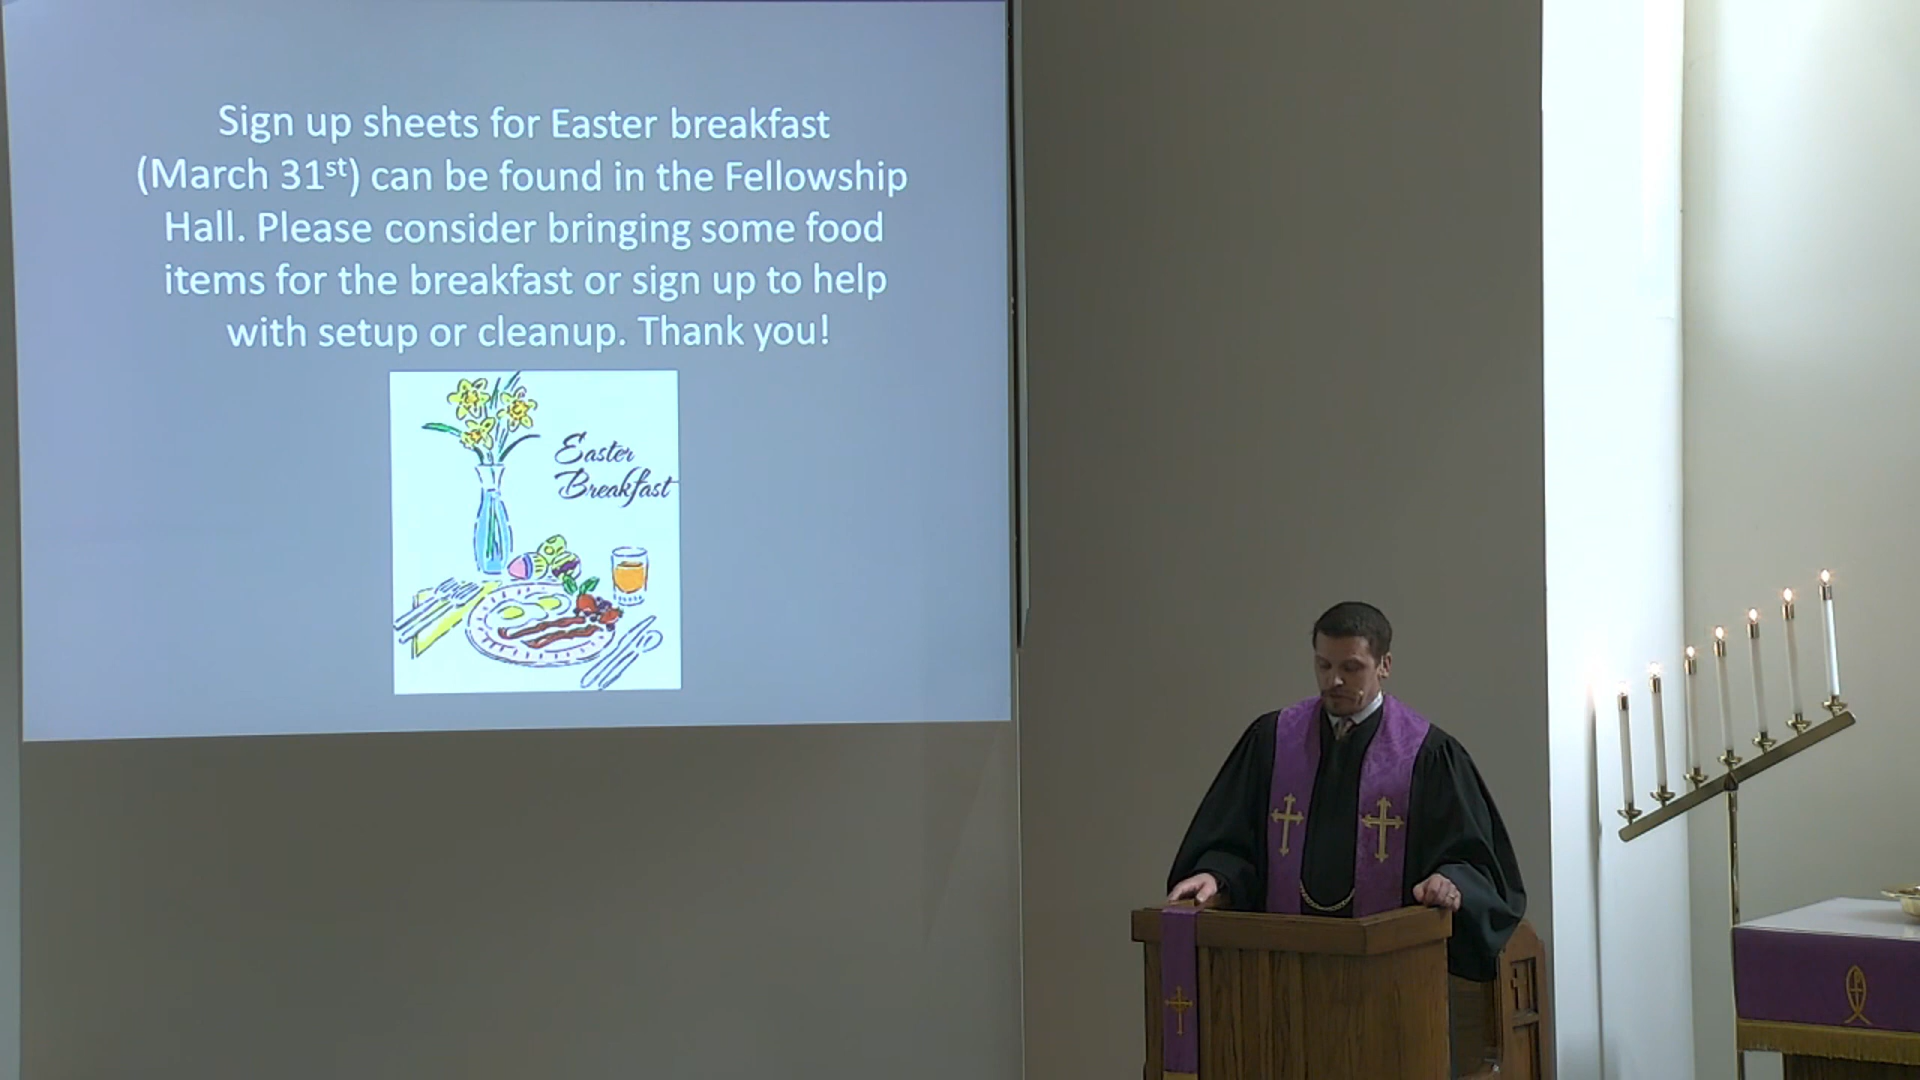 Sign up sheets for Easter breakfast
(March 31st) can be found in the Fellowship
Hall. Please consider bringing some food
items for the breakfast or sign up to help
with setup or cleanup. Thank you!
Easter
Breakfast